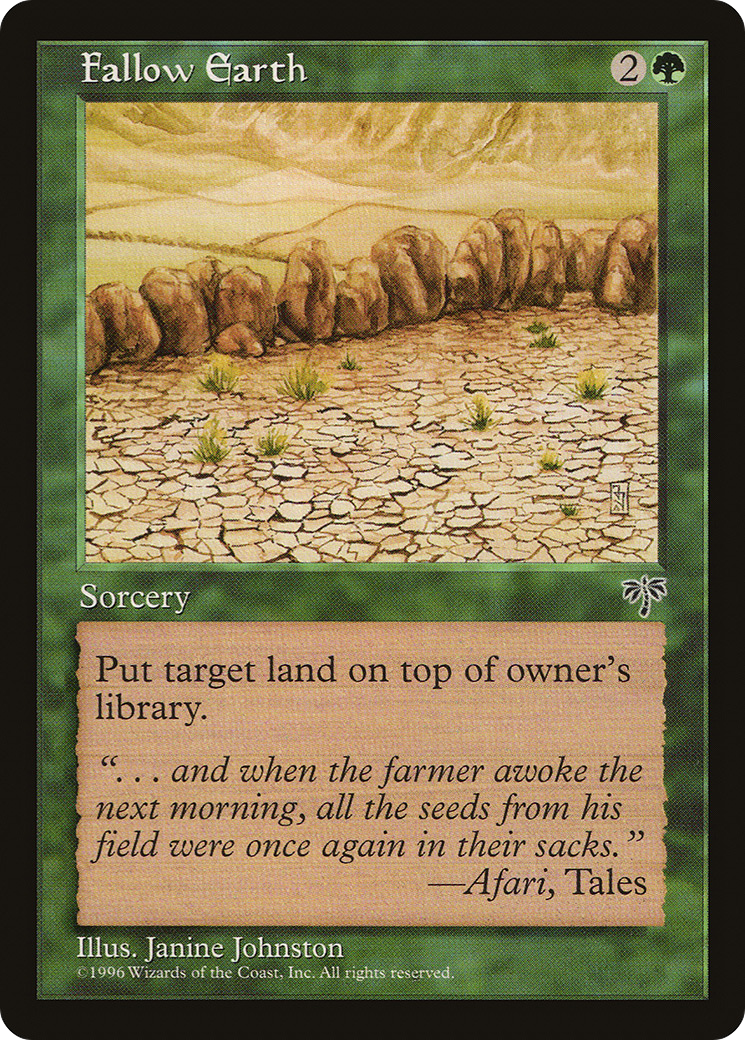 Fallow Earth 2
Sorcery
Put target land on top of owner's
library.
". . . and when the farmer awoke the
next morning, all the seeds from his
field were once again in their sacks."
—Afari, Tales
Illus. Janine Johnston
©1996 Wizards of the Coast, Inc. All rights reserved.